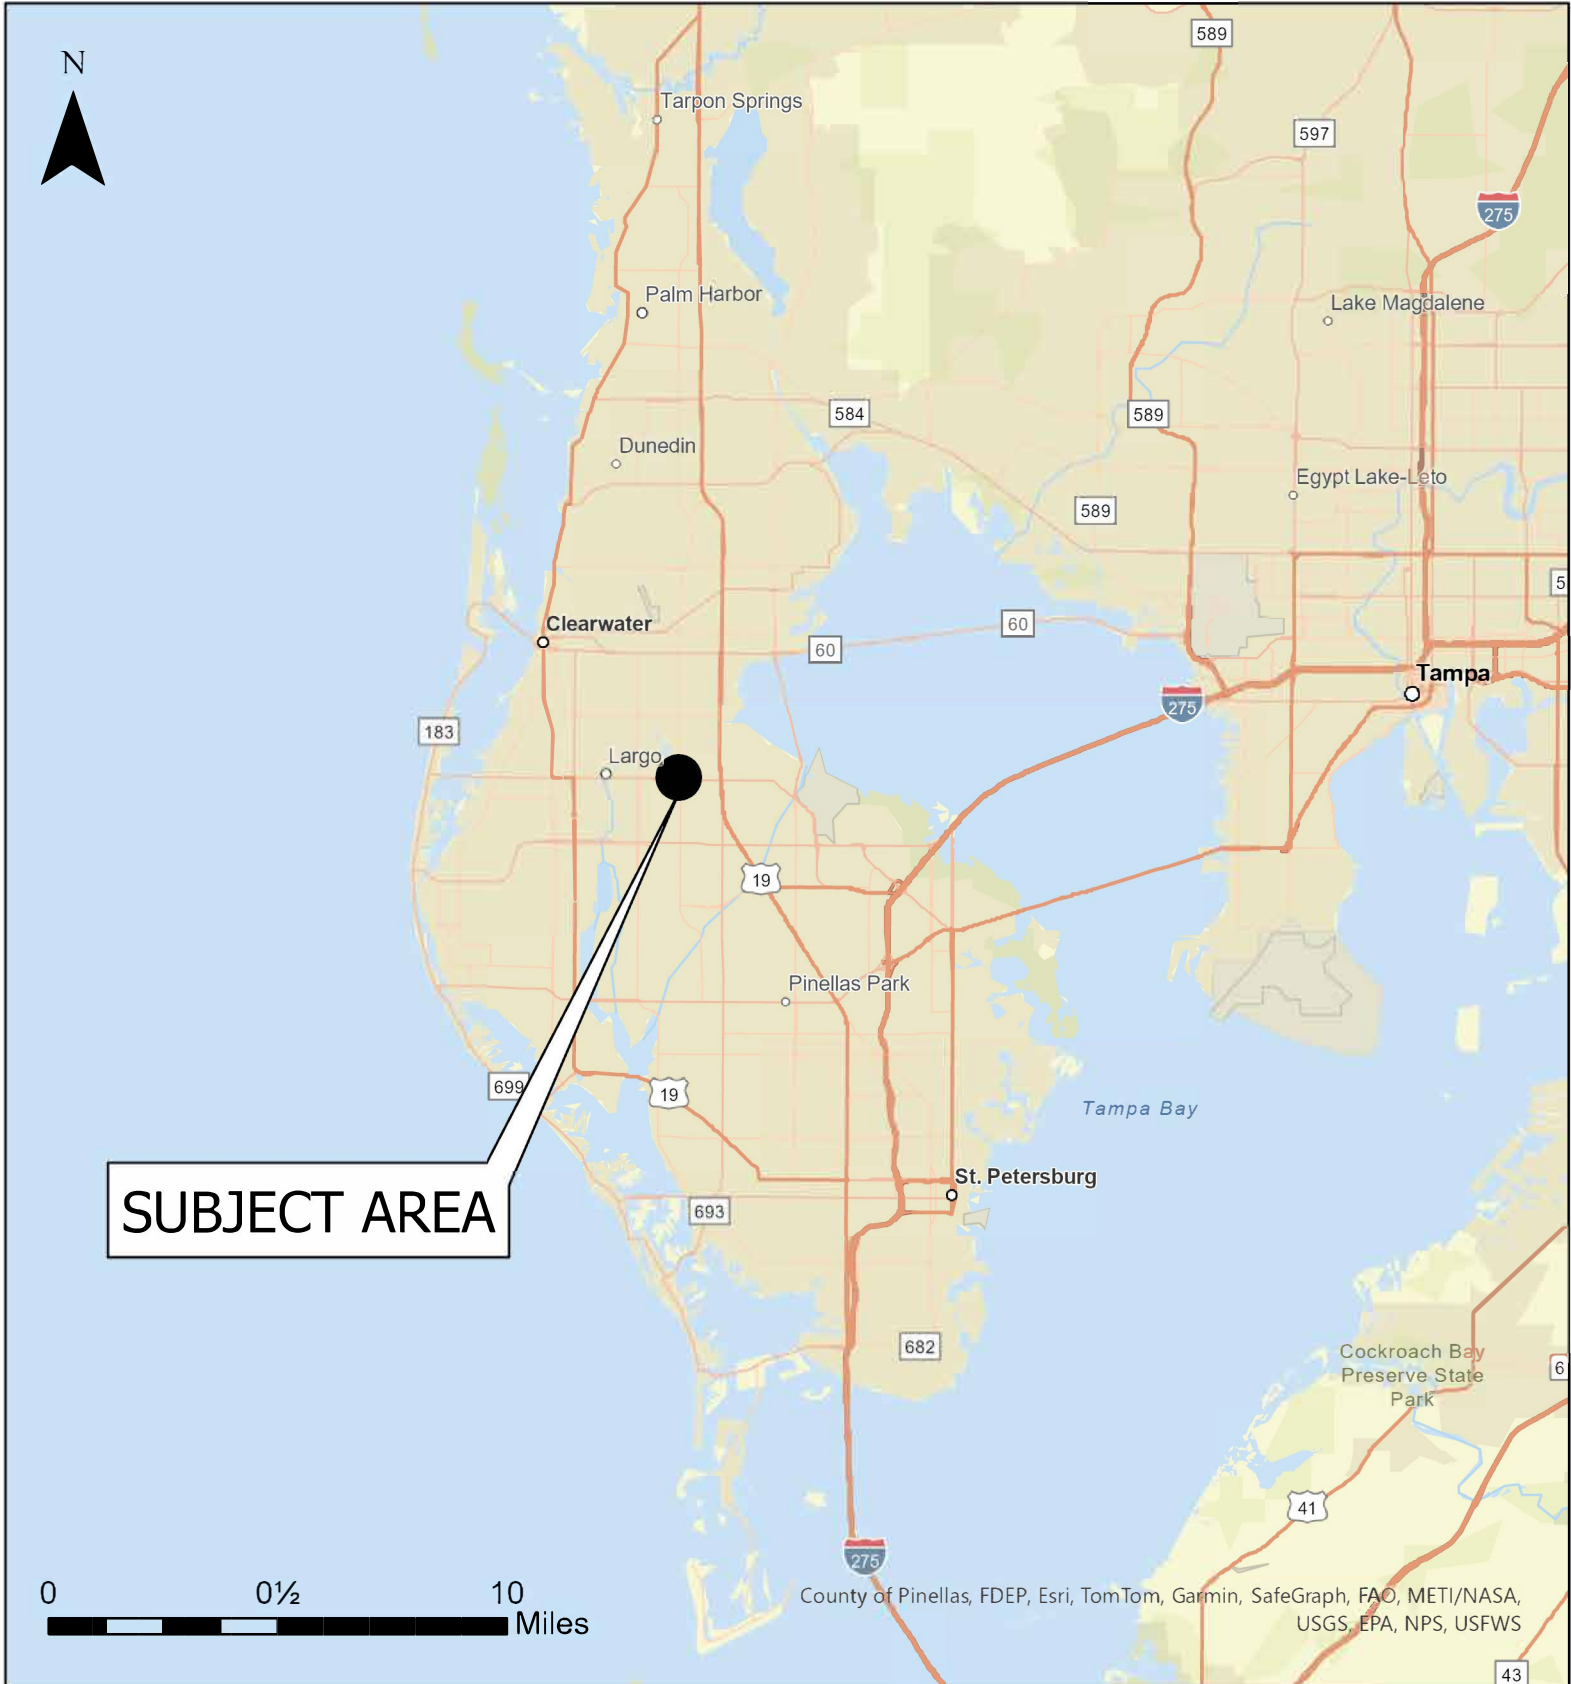 589
N
Tarpon Springs
597
275
Palm Harbor
Lake Magdalene
584
589
Dunedin
Egypt Lake-Leto
589
5
Clearwater
60
60
Tampa
275
183
Largo
19
Pinellas Park
699
19
Tampa Bay
St. Petersburg
SUBJECT AREA
693
682
Cockroach Bay
Preserve State
Park
6
41
275
0 0½ 10
Miles
County of Pinellas, FDEP, Esri, TomTom, Garmin, SafeGraph, FAO, METI/NASA,
USGS, EPA, NPS, USFWS
43